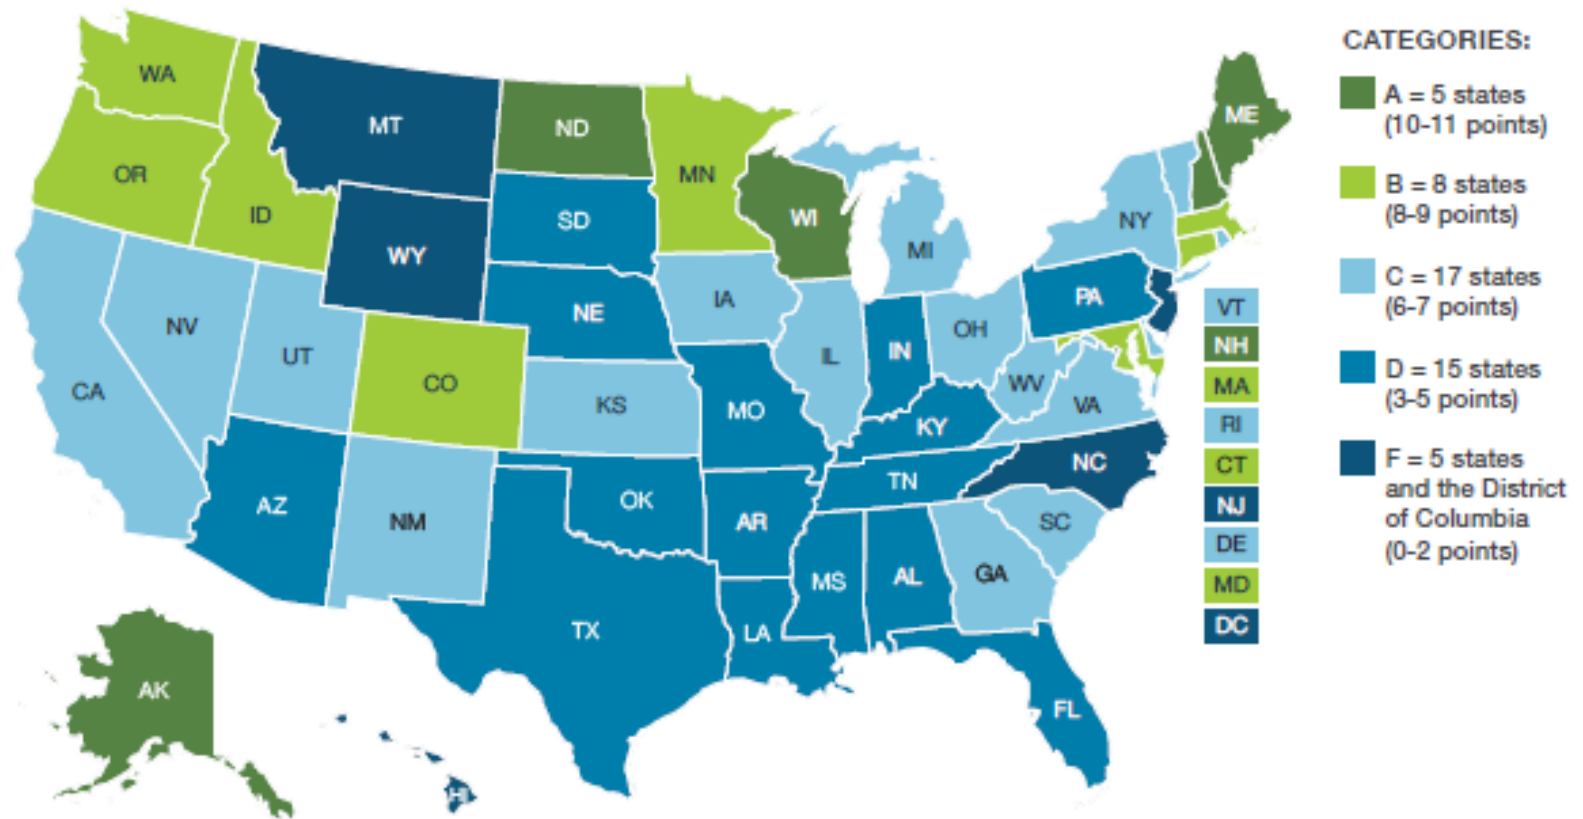 WA
MT
ND
ME
OR
MN
ID
SD
WI
NY
WY
MI
NE
IA
PA
NV
UT
OH
IL
IN
CA
CO
KS
WV
VA
MO
KY
NC
TN
AZ
NM
OK
AR
SC
MS
AL
GA
TX
LA
FL
AK
HI
VT
NH
MA
RI
CT
NJ
DE
MD
DC
CATEGORIES:
A = 5 states
(10-11 points)
B = 8 states
(8-9 points)
C = 17 states
(6-7 points)
D = 15 states
(3-5 points)
F = 5 states
and the District
of Columbia
(0-2 points)